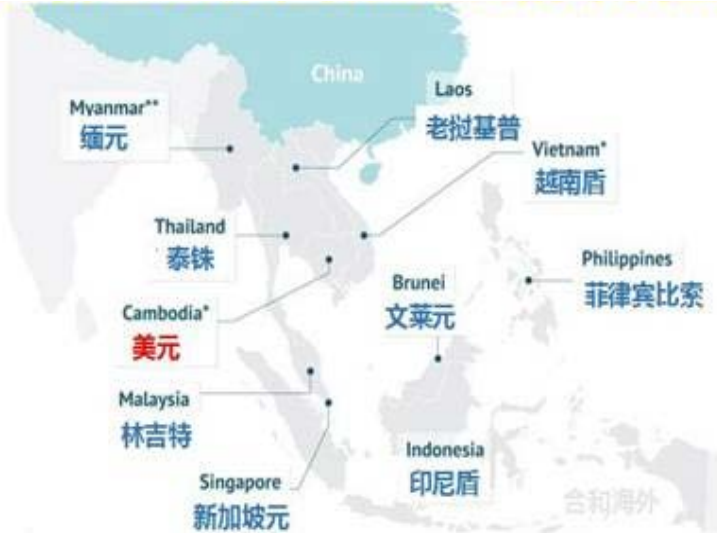 China
Laos
老挝基普
Myanmar**
缅元
Vietnam*
越南盾
Thailand
泰铢
Philippines
菲律宾比索
Brunei
文莱元
Cambodia*
美元
Malaysia
林吉特
Indonesia
印尼盾
Singapore
新加坡元
合和海外